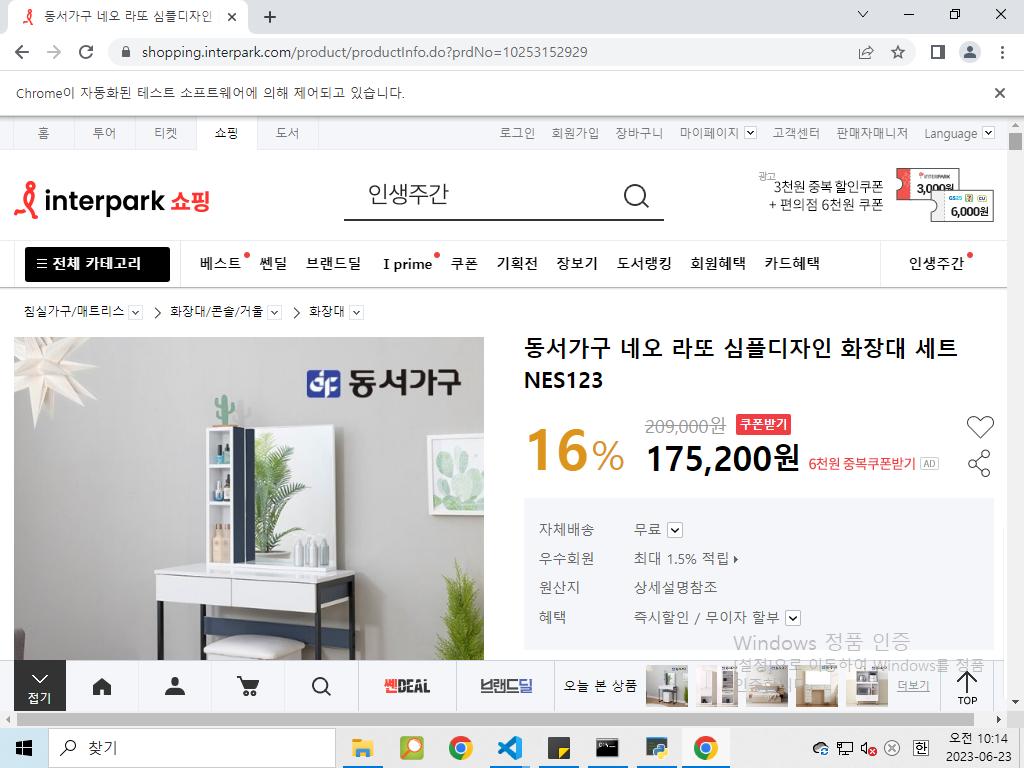 동서가구 네오 라또 심플디자인
shopping.interpark.com/product/productInfo.do?prdNo=10253152929
Chrome이 자동화된 테스트 소프트웨어에 의해 제어되고 있습니다.
홈 투어 티켓 쇼핑 도서 로그인 회원가입 장바구니 마이페이지 고객센터 판매자매니저 Language
interpark 쇼핑
인생주간
광고
3천원 중복 할인쿠폰
+ 편의점 6천원 쿠폰
INTERPARK
3,000원
GS25 CU
6,000원
전체 카테고리 베스트 쎈딜 브랜드딜 I prime 쿠폰 기획전 장보기 도서랭킹 회원혜택 카드혜택 인생주간
침실가구/매트리스 화장대/콘솔/거울 화장대
df 동서가구
동서가구 네오 라또 심플디자인 화장대 세트
NES123
16%
209,000원 쿠폰받기
175,200원 6천원 중복쿠폰받기 AD
자체배송 무료
우수회원 최대 1.5% 적립
원산지 상세설명참조
혜택 즉시할인 / 무이자 할부
Windows 정품 인증
[설정]으로 이동하여 Windows를 정품
인증합니다.
접기
쎈DEAL
브랜드딜
오늘 본 상품
더보기
TOP
찾기
한
오전 10:14
2023-06-23